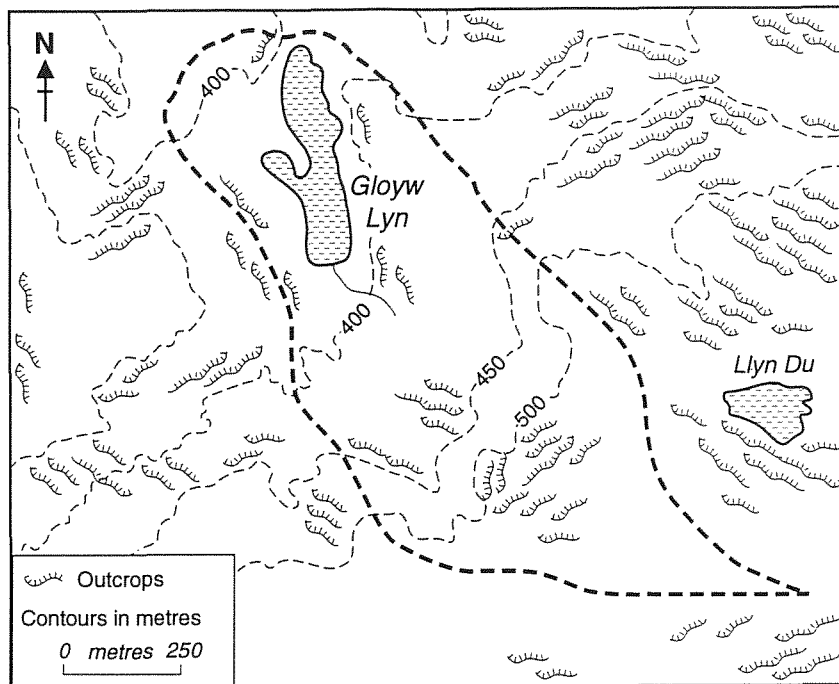 N
400
Gloyw
Lyn
400
450
500
Llyn Du
Outcrops
Contours in metres
0 metres 250